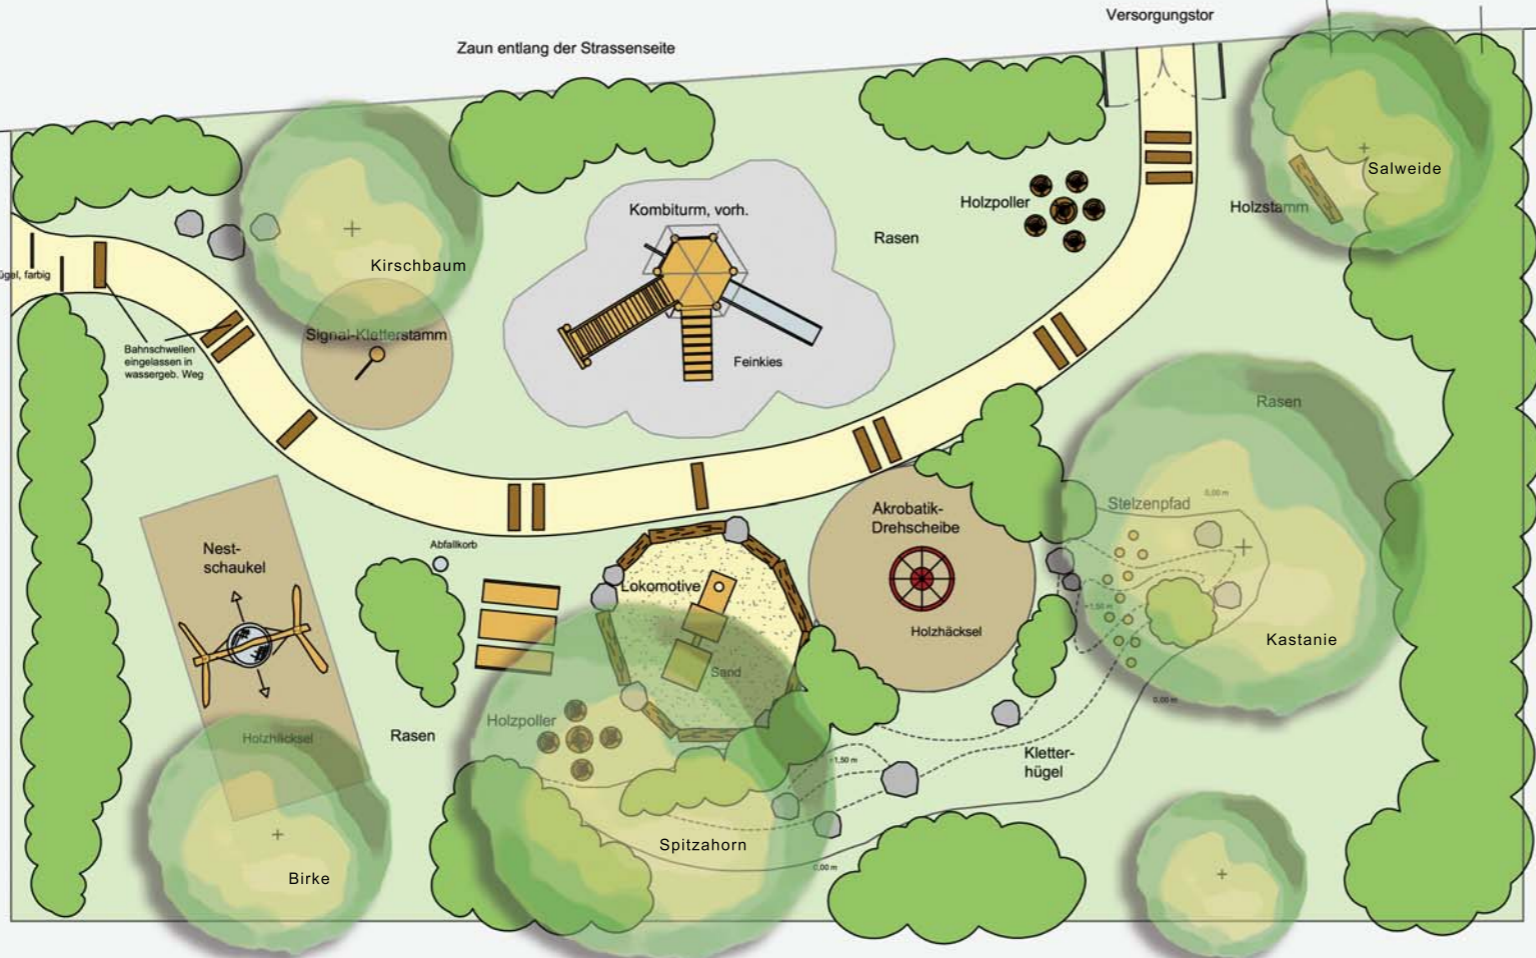 Versorgungstor
Zaun entlang der Strassenseite
Salweide
Holzpoller
Holzstamm
Kombiturm, vorh.
Rasen
Kirschbaum
ügel, farbig
Signal-Kletterstamm
Bahnschwellen
eingelassen in
wassergeb. Weg
Feinkies
Rasen
Stelzenpfad
0,00 m
Akrobatik-
Drehscheibe
Abfallkorb
Nest-
schaukel
Lokomotive
+1,50 m
Holzhäcksel
Kastanie
Sand
0,00 m
Holzpoller
Holzhäcksel
Rasen
Kletter-
hügel
+1,50 m
Spitzahorn
0,00 m
Birke